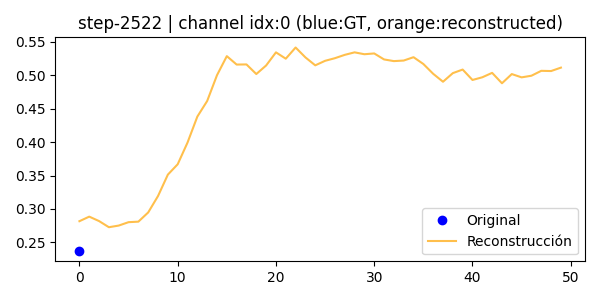 step-2522 | channel idx:0 (blue:GT, orange:reconstructed)
0.55
0.50
0.45
0.40
0.35
0.30
0.25
0 10 20 30 40 50
Original
Reconstrucción